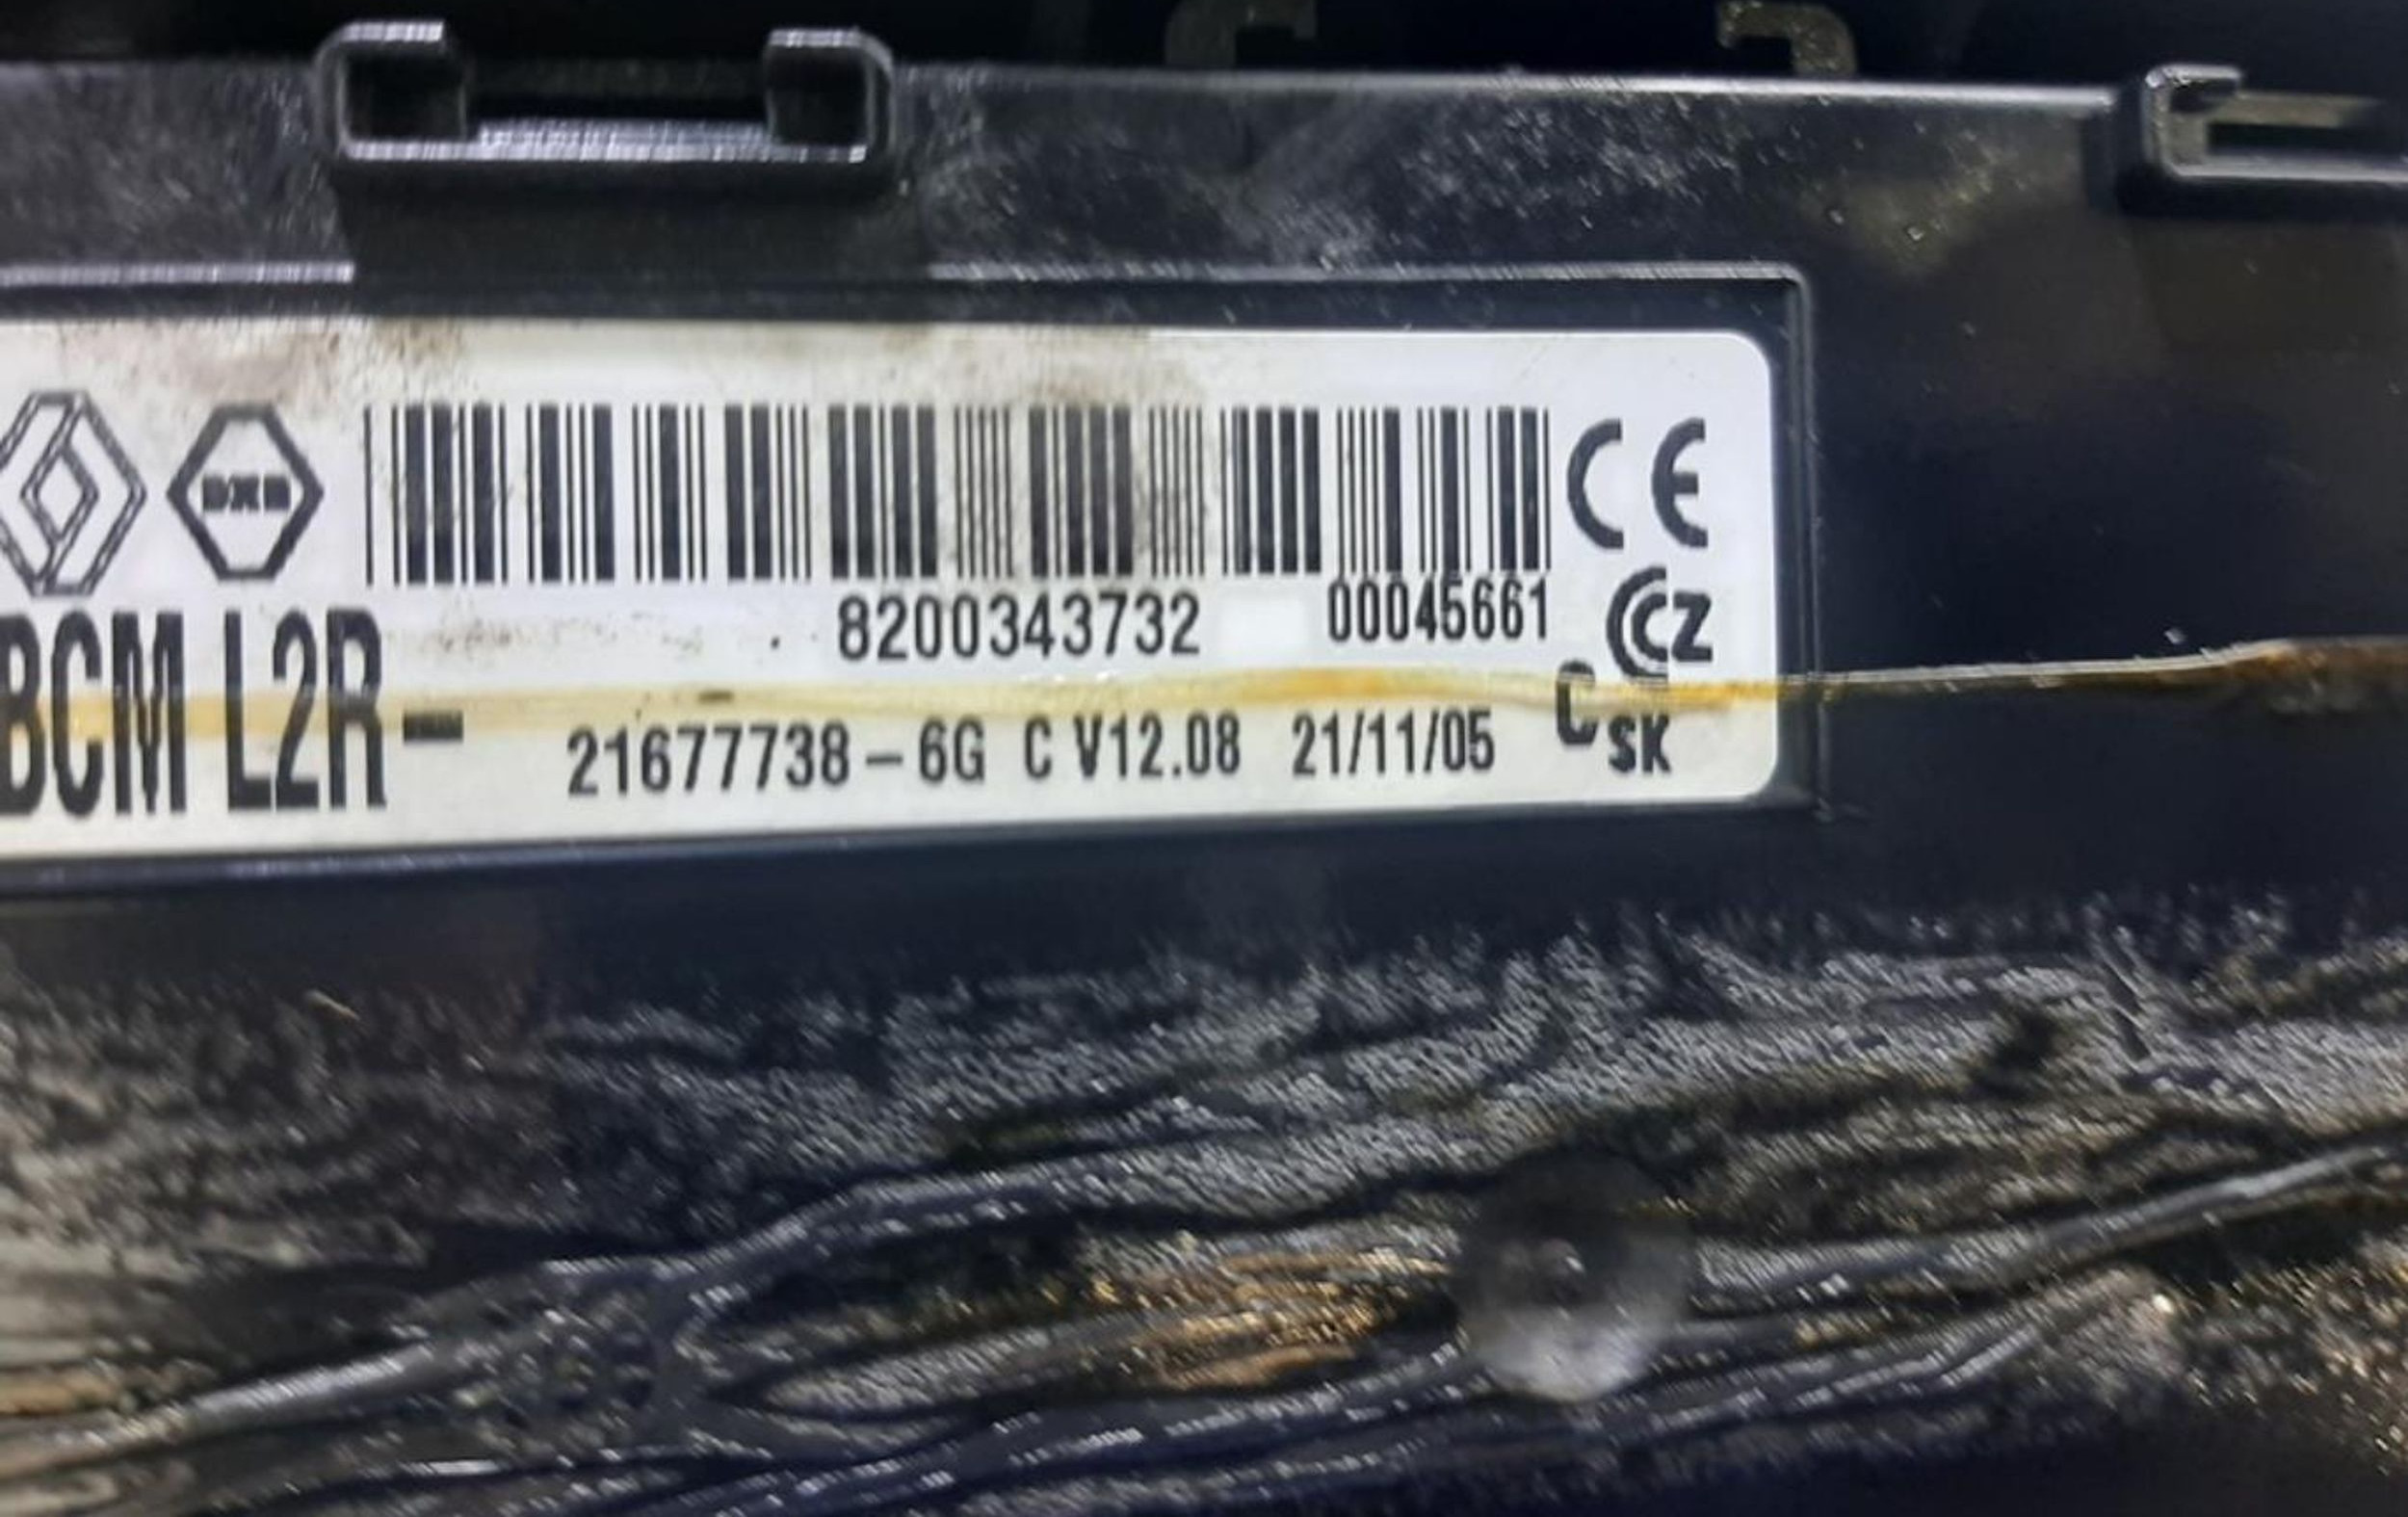 CE
8200343732 00045661 CZ
BCM L2R-
21677738-6G C V12.08 21/11/05 C SK